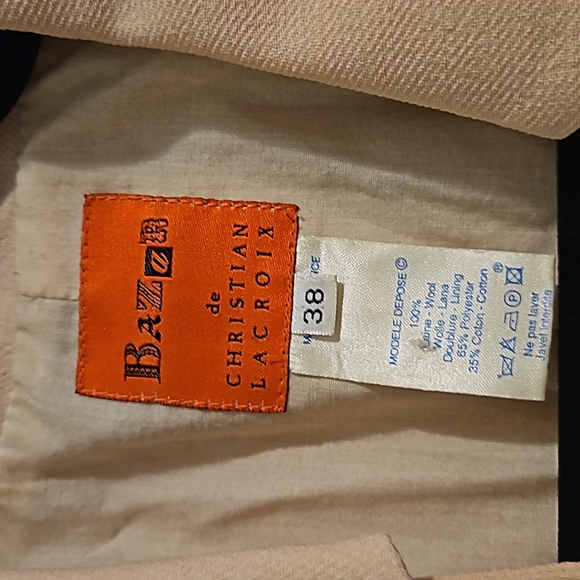 BAZaR
de
CHRISTIAN
LACROIX
38
MODELE DEPOSE ©
100%
Laine - Wool
Wolle - Lana
Doublure - Lining
65% Polyester
35% Coton - Cotton
®
Ne pas laver
Javel interdite